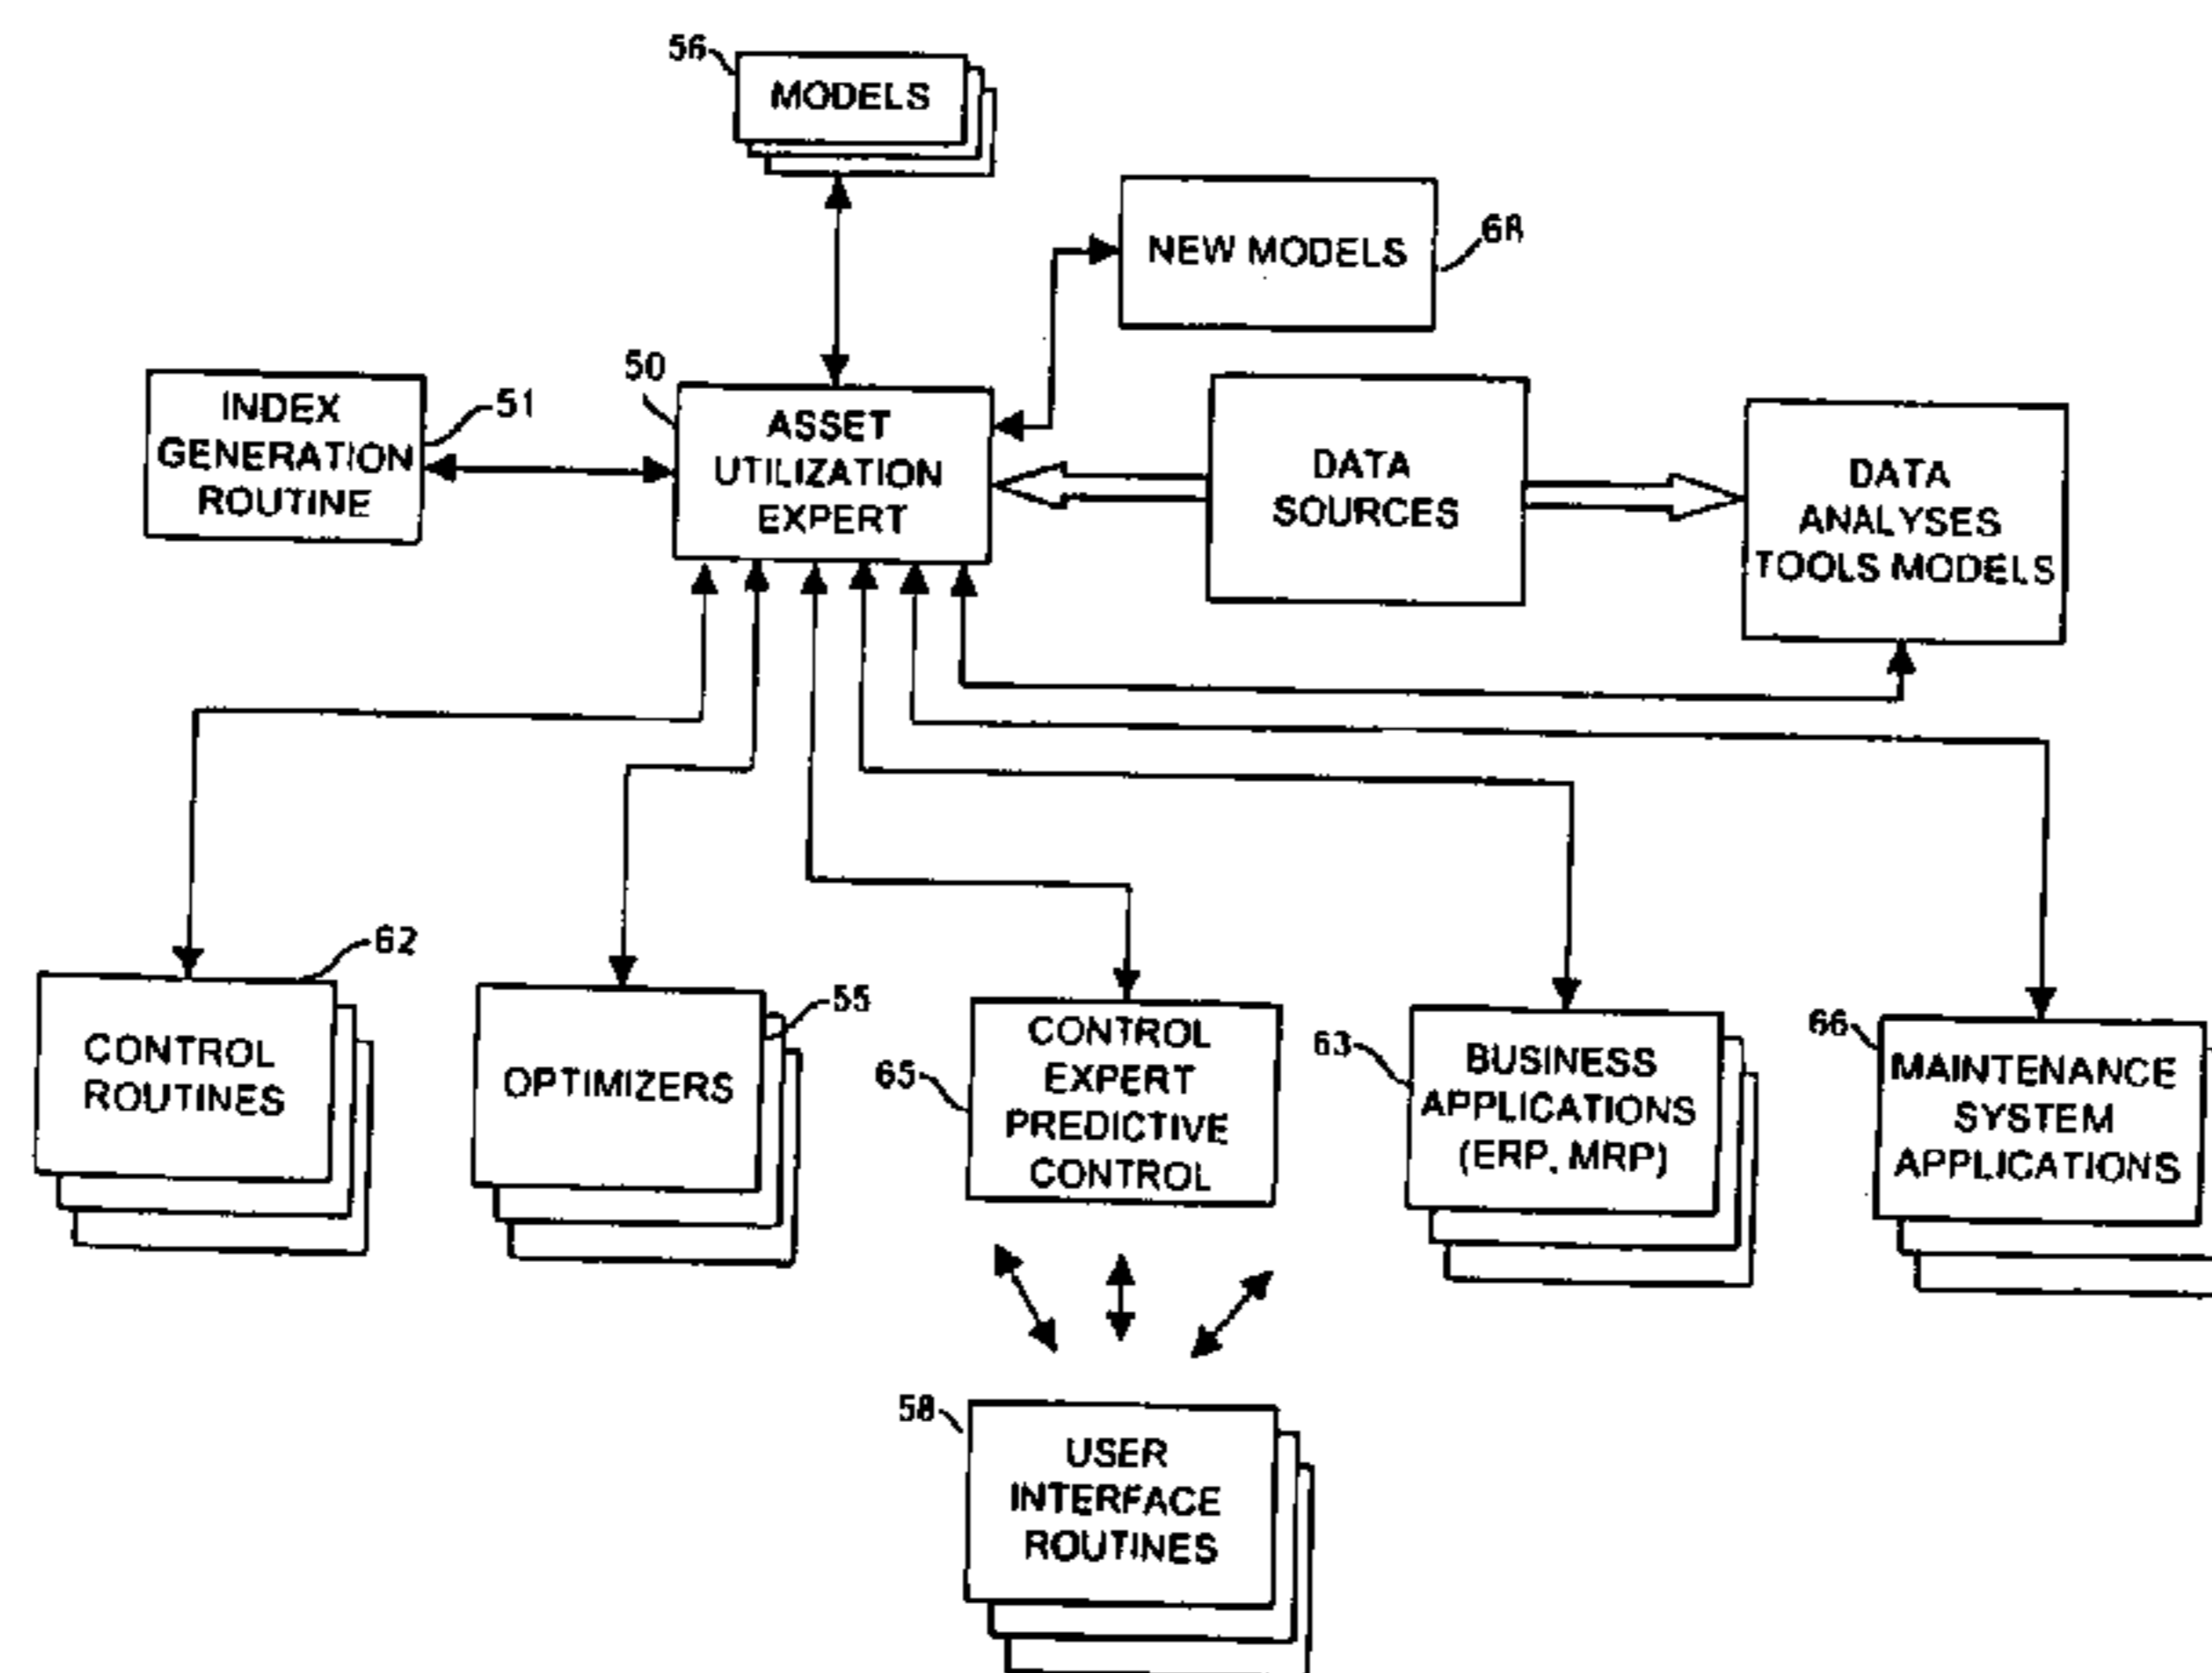 56
MODELS
NEW MODELS
68
INDEX
GENERATION
ROUTINE
51
50
ASSET
UTILIZATION
EXPERT
DATA
SOURCES
DATA
ANALYSES
TOOLS MODELS
62
CONTROL
ROUTINES
55
OPTIMIZERS
65
CONTROL
EXPERT
PREDICTIVE
CONTROL
63
BUSINESS
APPLICATIONS
(ERP, MRP)
66
MAINTENANCE
SYSTEM
APPLICATIONS
58
USER
INTERFACE
ROUTINES